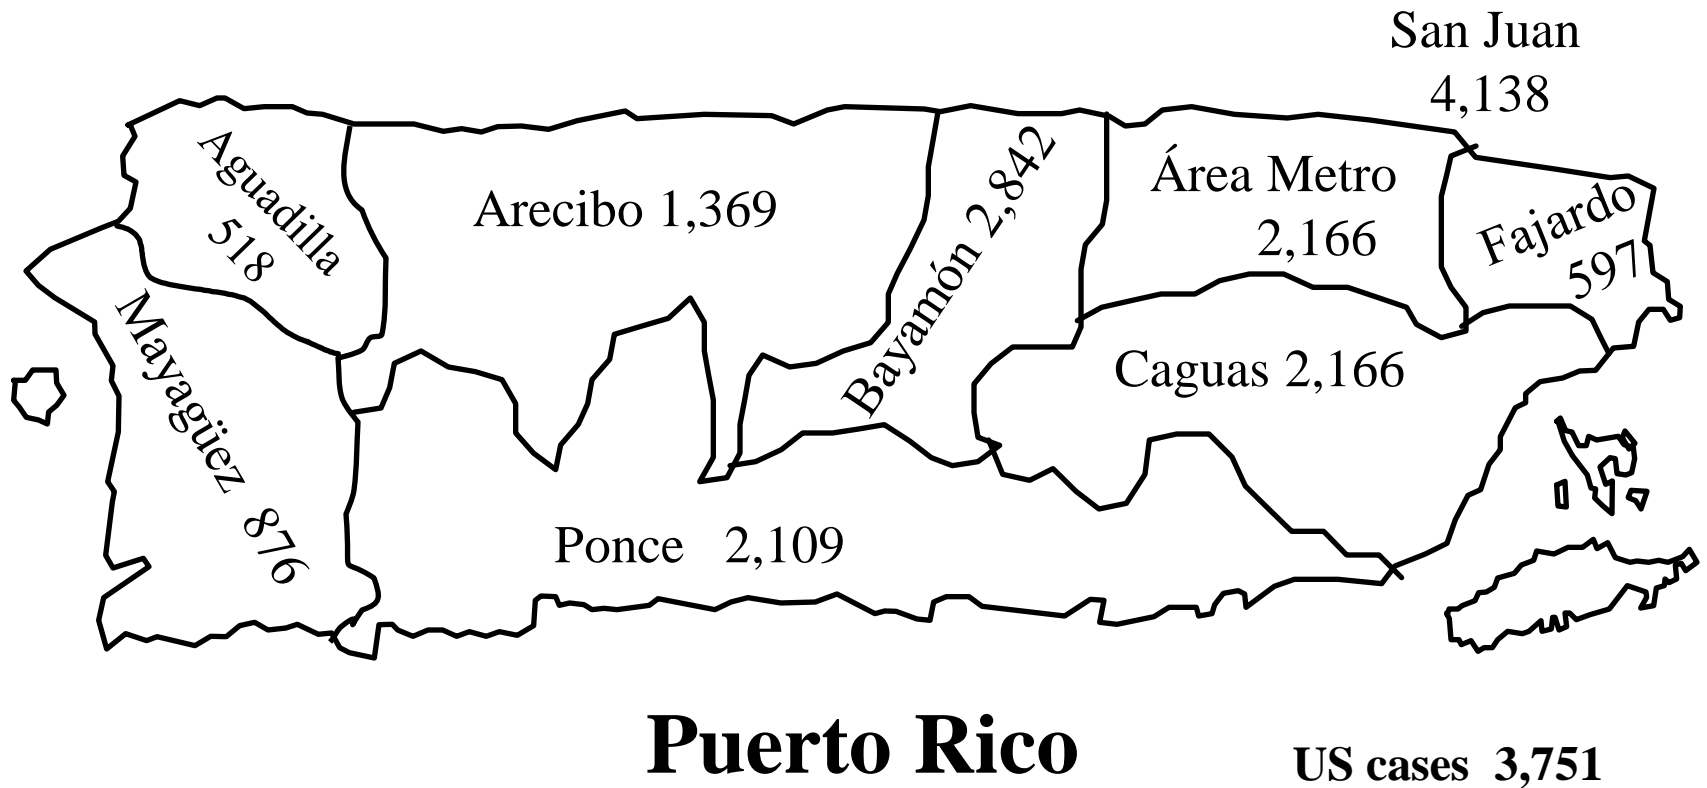 San Juan
4,138
Aguadilla
518
Arecibo 1,369
Bayamón 2,842
Área Metro
2,166
Fajardo
597
Mayagüez 876
Caguas 2,166
Ponce 2,109
Puerto Rico
US cases 3,751